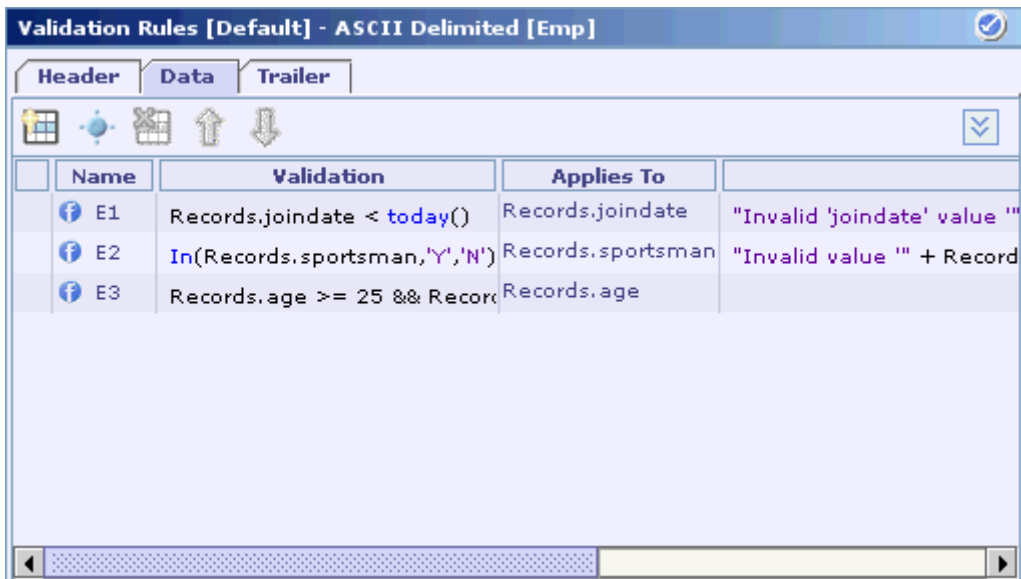 Validation Rules [Default] - ASCII Delimited [Emp]
Header Data Trailer
Name Validation Applies To
E1 Records.joindate < today() Records.joindate "Invalid 'joindate' value '"
E2 In(Records.sportsman,'Y','N') Records.sportsman "Invalid value '" + Record
E3 Records.age >= 25 && Recor Records.age